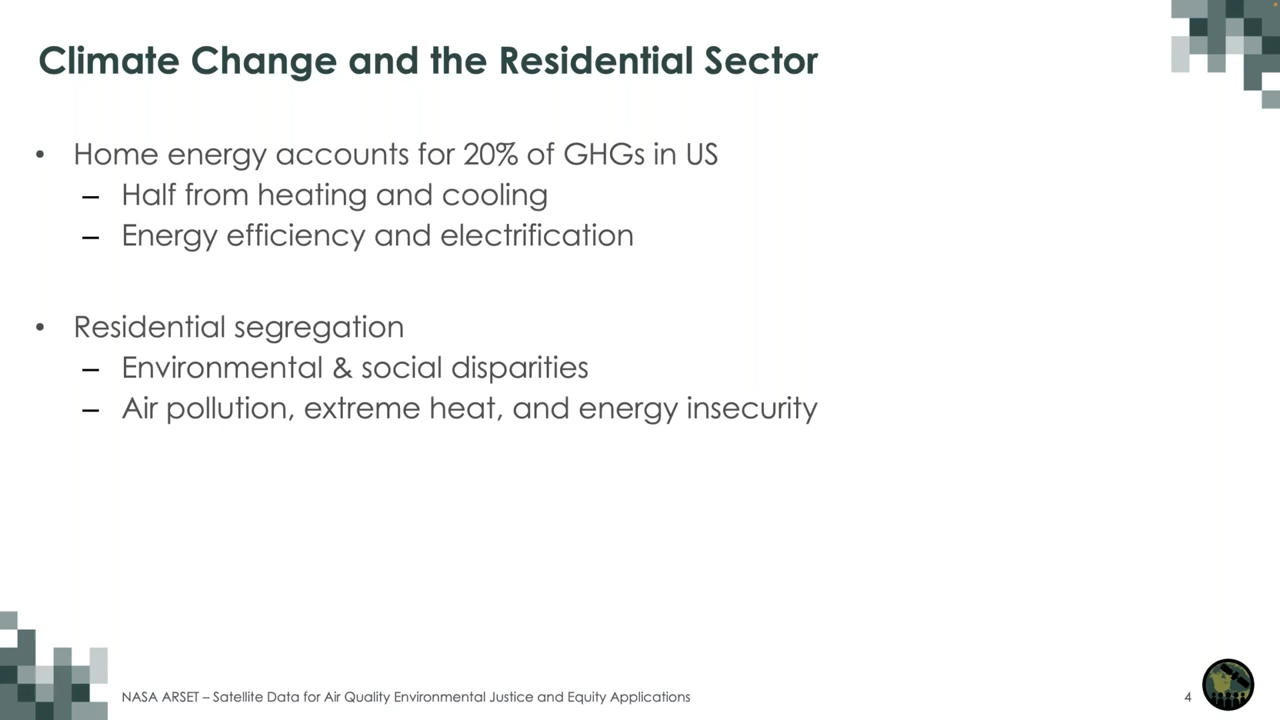 Climate Change and the Residential Sector
• Home energy accounts for 20% of GHGs in US
– Half from heating and cooling
– Energy efficiency and electrification
• Residential segregation
– Environmental & social disparities
– Air pollution, extreme heat, and energy insecurity
NASA ARSET – Satellite Data for Air Quality Environmental Justice and Equity Applications
4